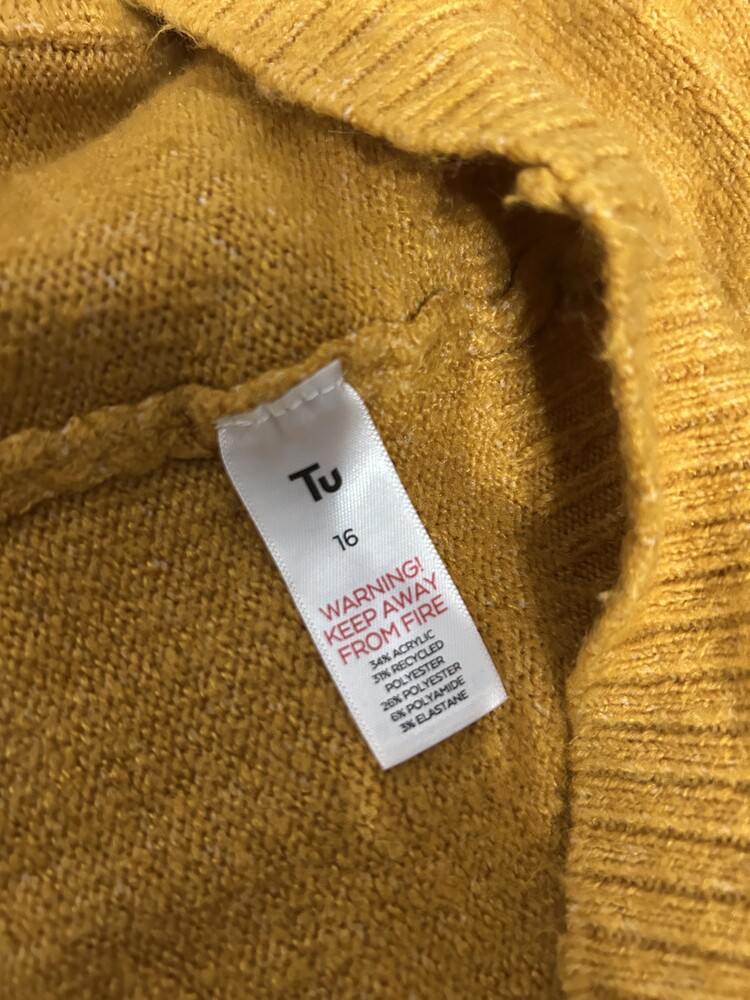 Tu
16
WARNING!
KEEP AWAY
FROM FIRE
34% ACRYLIC
31% RECYCLED
POLYESTER
26% POLYESTER
6% POLYAMIDE
3% ELASTANE